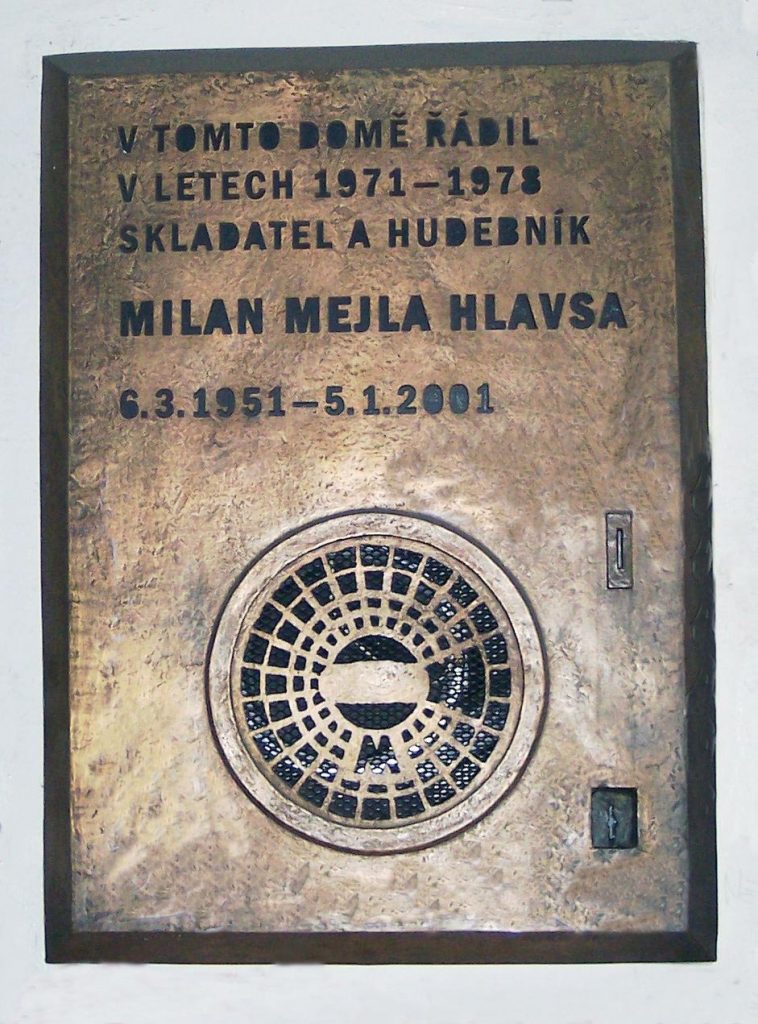 V TOMTO DOMĚ ŘÁDIL
V LETECH 1971–1978
SKLADATEL A HUDEBNÍK
MILAN MEJLA HLAVSA
6.3.1951–5.1.2001